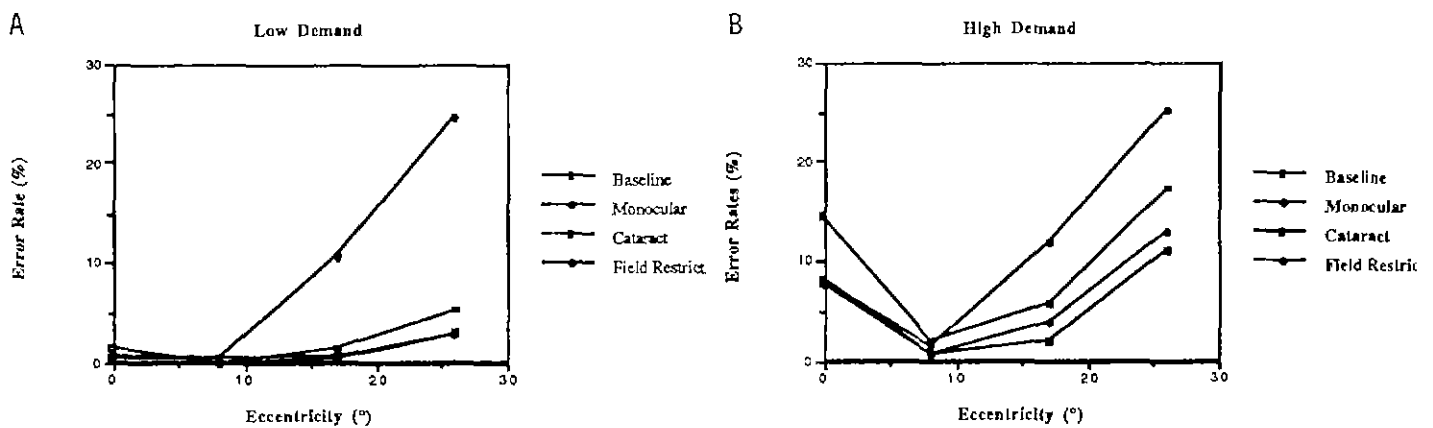 A
Low Demand
Error Rate (%)
30
20
10
0
0
10
20
30
Eccentricity (°)
Baseline
Monocular
Cataract
Field Restrict
B
High Demand
Error Rates (%)
30
20
10
0
0
10
20
30
Eccentricity (°)
Baseline
Monocular
Cataract
Field Restric